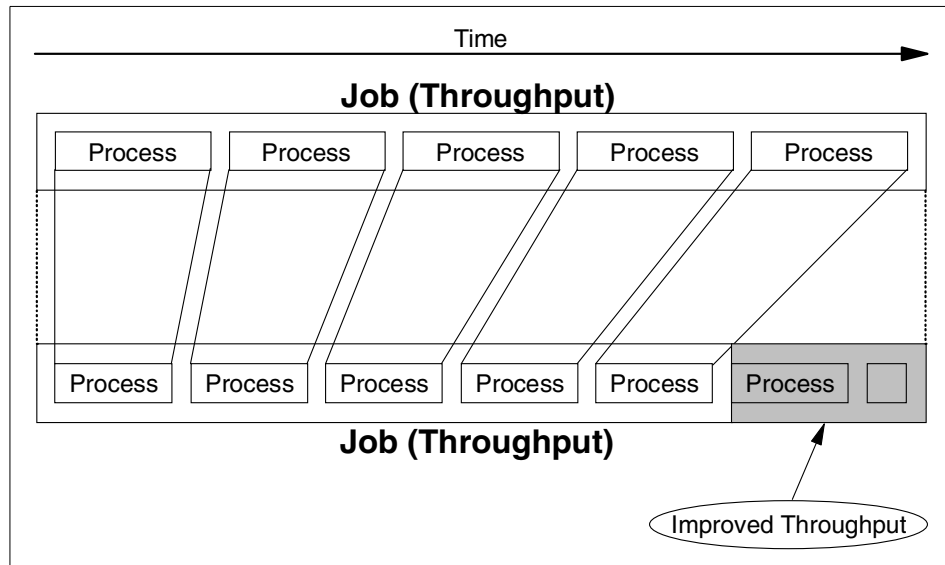 Time
Job (Throughput)
Process Process Process Process Process
Process Process Process Process Process Process
Job (Throughput)
Improved Throughput